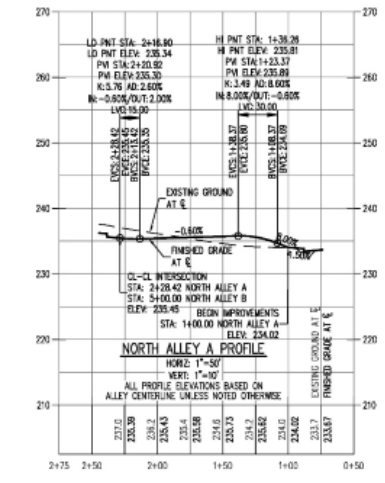 270
270
LO PNT STA: 2+16.90
LO PNT ELEV: 235.34
PVI STA: 2+20.92
PVI ELEV: 235.30
K: 5.76 AD: 2.60%
IN: -0.60%/OUT: 2.00%
LVC: 15.00
HI PNT STA: 1+36.26
HI PNT ELEV: 235.81
PVI STA: 1+23.37
PVI ELEV: 235.89
K: 3.49 AD: 8.60%
IN: 8.00%/OUT: -0.60%
LVC: 30.00
260
260
250
250
EVCS: 2+28.42
EVCE: 235.45
BVCS: 2+13.42
BVCE: 235.35
EVCS: 1+38.37
EVCE: 235.80
BVCS: 1+08.37
BVCE: 234.69
EXISTING GROUND
AT ℄
240
240
-0.60%
8.00%
FINISHED GRADE
AT ℄
1.50%
230
230
CL-CL INTERSECTION
STA: 2+28.42 NORTH ALLEY A
STA: 5+00.00 NORTH ALLEY B
ELEV: 235.45
BEGIN IMPROVEMENTS
STA: 1+00.00 NORTH ALLEY A
ELEV: 234.02
220
220
NORTH ALLEY A PROFILE
HORIZ: 1"=50'
VERT: 1"=10'
ALL PROFILE ELEVATIONS BASED ON
ALLEY CENTERLINE UNLESS NOTED OTHERWISE
EXISTING GROUND AT ℄
FINISHED GRADE AT ℄
210
210
237.0
235.39
236.2
235.43
235.4
235.58
234.6
235.73
234.2
235.62
234.0
234.02
233.7
233.67
2+75
2+50
2+00
1+50
1+00
0+50